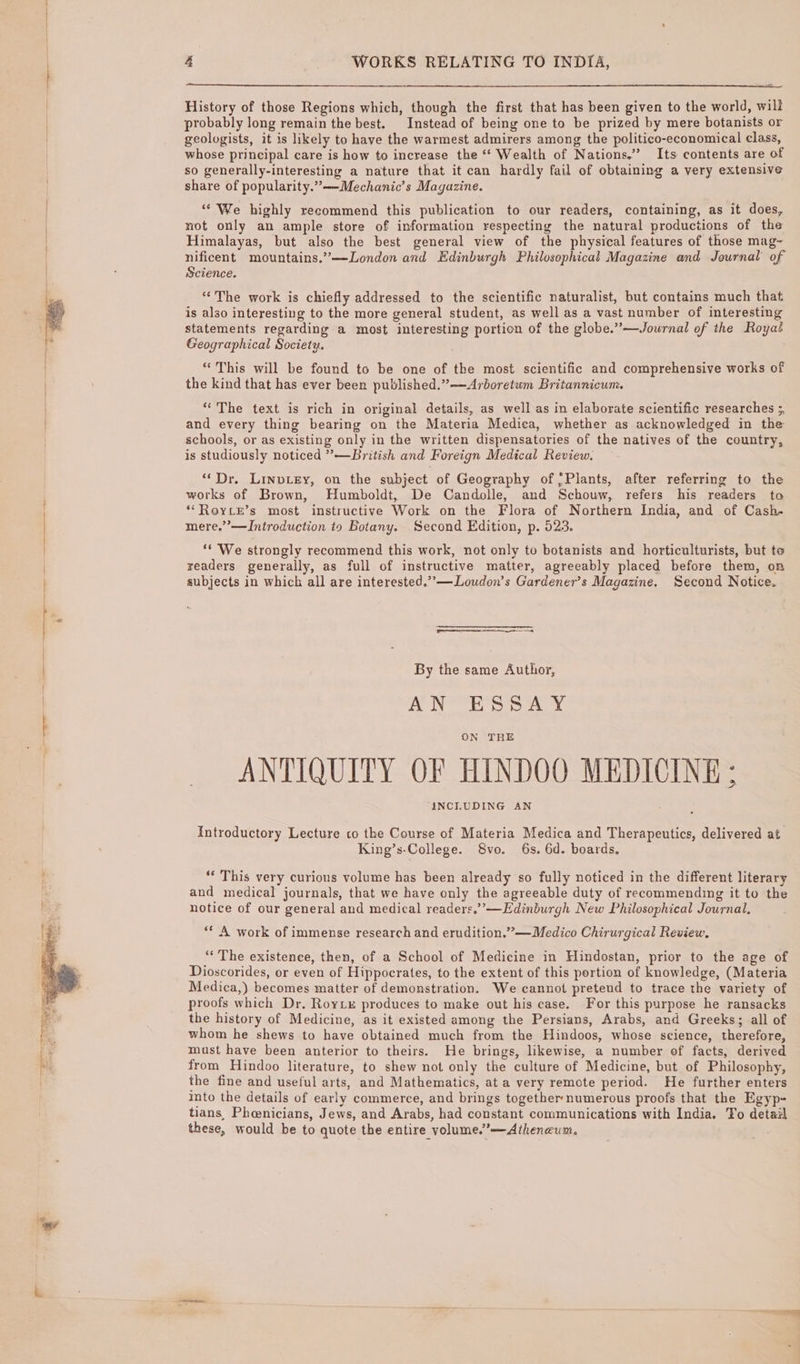 4 WORKS RELATING TO INDIA,
History of those Regions which, though the first that has been given to the world, will
probably long remain the best. Instead of being one to be prized by mere botanists or
geologists, it is likely to have the warmest admirers among the politico-economical class,
whose principal care is how to increase the “ Wealth of Nations.” Its contents are of
so generally-interesting a nature that it can hardly fail of obtaining a very extensive
share of popularity.”—Mechanic's Magazine.
“ We highly recommend this publication to our readers, containing, as it does,
not only an ample store of information respecting the natural productions of the
Himalayas, but also the best general view of the physical features of those mag-
nificent mountains.”—London and Edinburgh Philosophical Magazine and Journal of
Science.
“ The work is chiefly addressed to the scientific naturalist, but contains much that
is also interesting to the more general student, as well as a vast number of interesting
statements regarding a most interesting portion of the globe.”—Journal of the Royal
Geographical Society.
“ This will be found to be one of the most scientific and comprehensive works of
the kind that has ever been published.”—Arboretum Britannicum.
“ The text is rich in original details, as well as in elaborate scientific researches ;
and every thing bearing on the Materia Medica, whether as acknowledged in the
schools, or as existing only in the written dispensatories of the natives of the country,
is studiously noticed ”—British and Foreign Medical Review.
“ Dr. LINDLEY, on the subject of Geography of Plants, after referring to the
works of Brown, Humboldt, De Candolle, and Schouw, refers his readers to
“ ROYLE's most instructive Work on the Flora of Northern India, and of Cash-
mere.”—Introduction to Botany. Second Edition, p. 523.
“ We strongly recommend this work, not only to botanists and horticulturists, but to
readers generally, as full of instructive matter, agreeably placed before them, on
subjects in which all are interested.”—Loudon's Gardener's Magazine. Second Notice.
By the same Author,
AN ESSAY
ON THE
ANTIQUITY OF HINDOO MEDICINE ;
INCLUDING AN
Introductory Lecture to the Course of Materia Medica and Therapeutics, delivered at
King's-College. 8vo. 6s. 6d. boards.
“ This very curious volume has been already so fully noticed in the different literary
and medical journals, that we have only the agreeable duty of recommending it to the
notice of our general and medical readers.”—Edinburgh New Philosophical Journal.
“ A work of immense research and erudition.”—Medico Chirurgical Review.
“ The existence, then, of a School of Medicine in Hindostan, prior to the age of
Dioscorides, or even of Hippocrates, to the extent of this portion of knowledge, (Materia
Medica,) becomes matter of demonstration. We cannot pretend to trace the variety of
proofs which Dr. ROYLE produces to make out his case. For this purpose he ransacks
the history of Medicine, as it existed among the Persians, Arabs, and Greeks; all of
whom he shews to have obtained much from the Hindoos, whose science, therefore,
must have been anterior to theirs. He brings, likewise, a number of facts, derived
from Hindoo literature, to shew not only the culture of Medicine, but of Philosophy,
the fine and useful arts, and Mathematics, at a very remote period. He further enters
into the details of early commerce, and brings together numerous proofs that the Egyp-
tians, Phœnicians, Jews, and Arabs, had constant communications with India. To detail
these, would be to quote the entire volume.”—Athenæum.